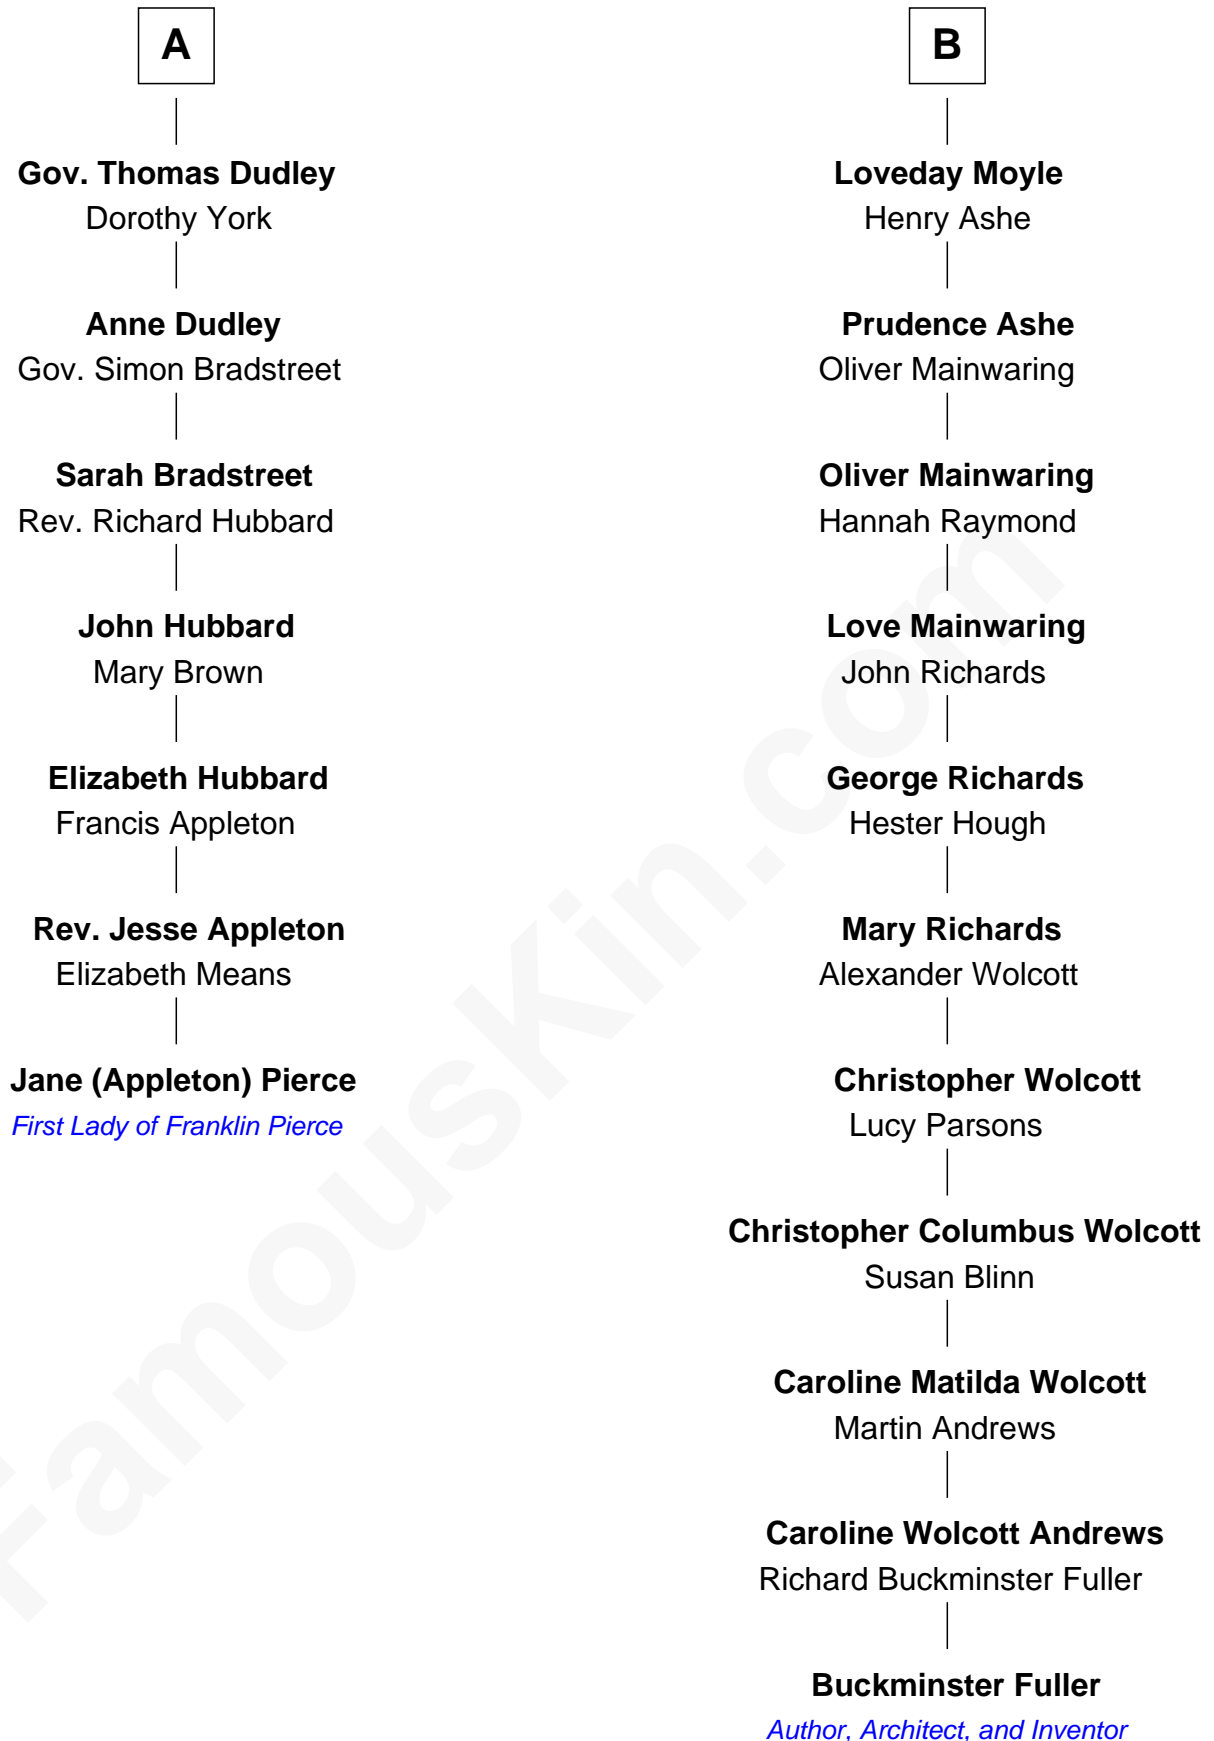 A
Gov. Thomas Dudley
Dorothy York
Anne Dudley
Gov. Simon Bradstreet
Sarah Bradstreet
Rev. Richard Hubbard
John Hubbard
Mary Brown
Elizabeth Hubbard
Francis Appleton
Rev. Jesse Appleton
Elizabeth Means
Jane (Appleton) Pierce
First Lady of Franklin Pierce
B
Loveday Moyle
Henry Ashe
Prudence Ashe
Oliver Mainwaring
Oliver Mainwaring
Hannah Raymond
Love Mainwaring
John Richards
George Richards
Hester Hough
Mary Richards
Alexander Wolcott
Christopher Wolcott
Lucy Parsons
Christopher Columbus Wolcott
Susan Blinn
Caroline Matilda Wolcott
Martin Andrews
Caroline Wolcott Andrews
Richard Buckminster Fuller
Buckminster Fuller
Author, Architect, and Inventor
FamousKin.com